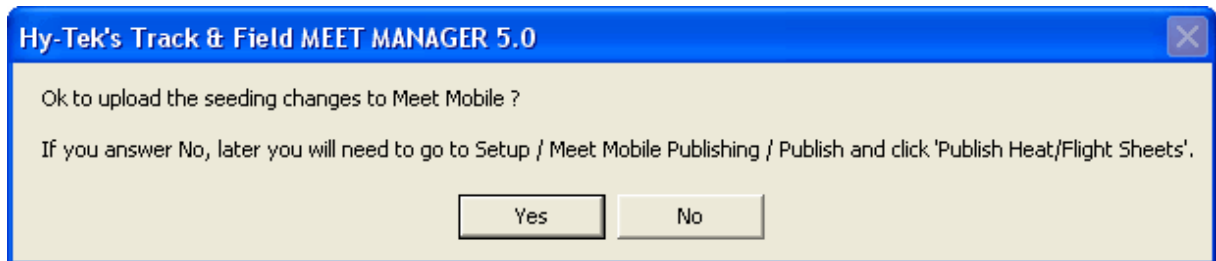 Hy-Tek's Track & Field MEET MANAGER 5.0
Ok to upload the seeding changes to Meet Mobile ?
If you answer No, later you will need to go to Setup / Meet Mobile Publishing / Publish and click 'Publish Heat/Flight Sheets'.
Yes No